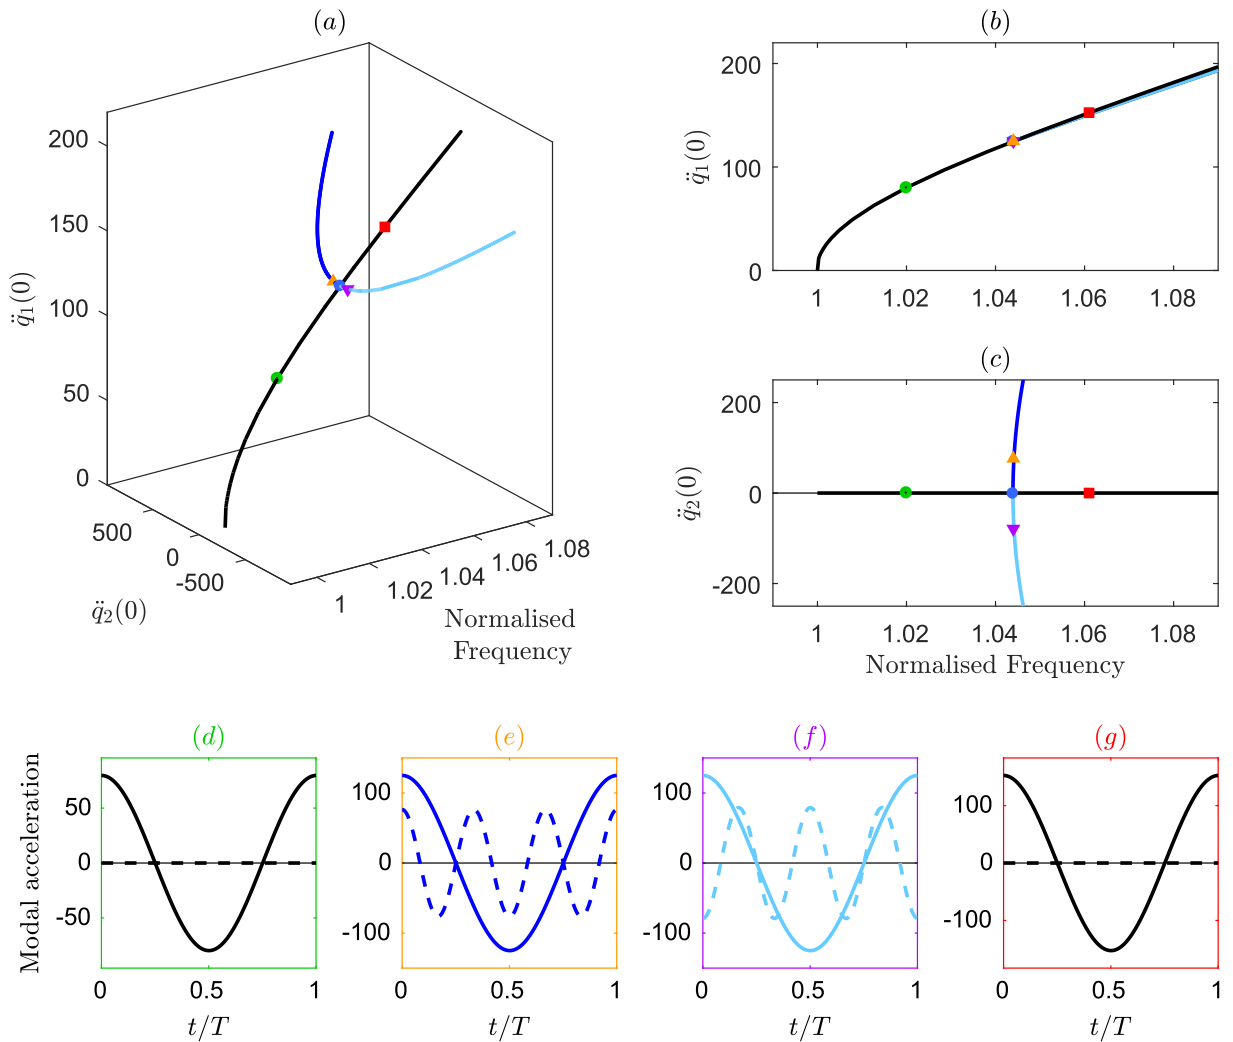 (a)
200
150
100
50
0
q̈₁(0)
500
0
-500
q̈₂(0)
1
1.02
1.04
1.06
1.08
Normalised
Frequency
(b)
200
100
0
q̈₁(0)
1
1.02
1.04
1.06
1.08
(c)
200
0
-200
q̈₂(0)
1
1.02
1.04
1.06
1.08
Normalised Frequency
Modal acceleration
(d)
50
0
-50
0
0.5
1
t/T
(e)
100
0
-100
0
0.5
1
t/T
(f)
100
0
-100
0
0.5
1
t/T
(g)
100
0
-100
0
0.5
1
t/T